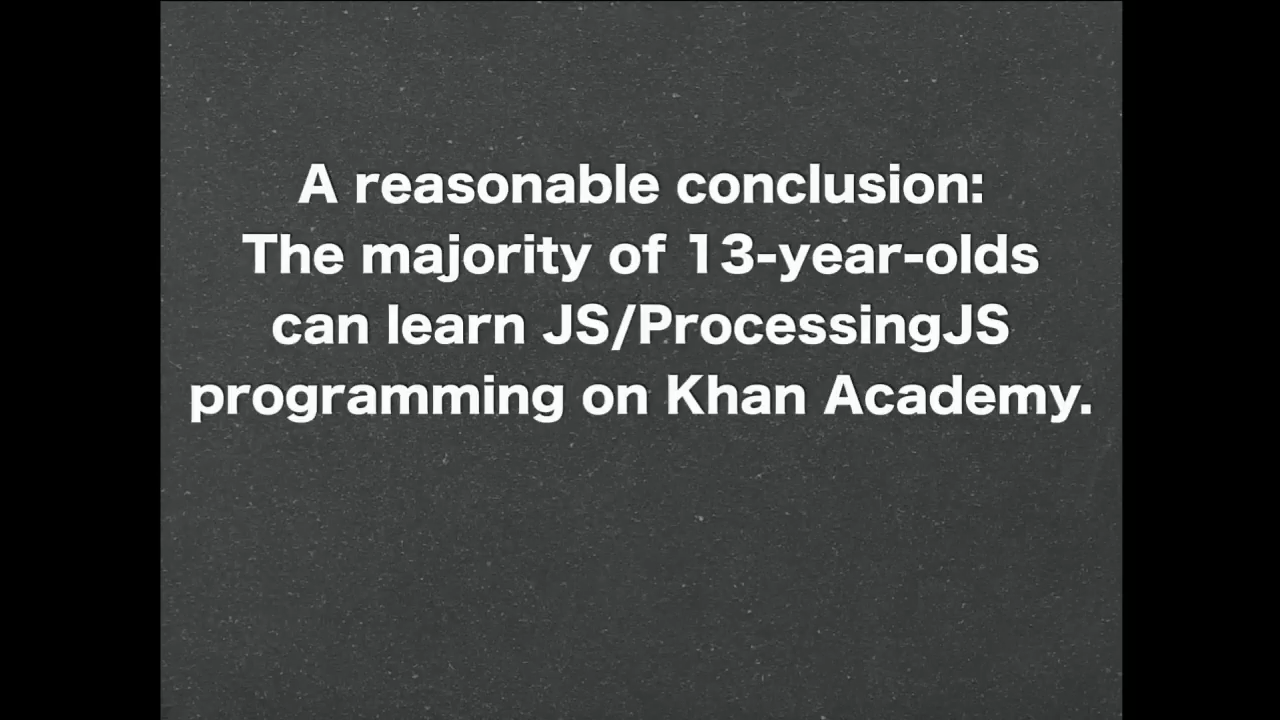 A reasonable conclusion:
The majority of 13-year-olds
can learn JS/ProcessingJS
programming on Khan Academy.